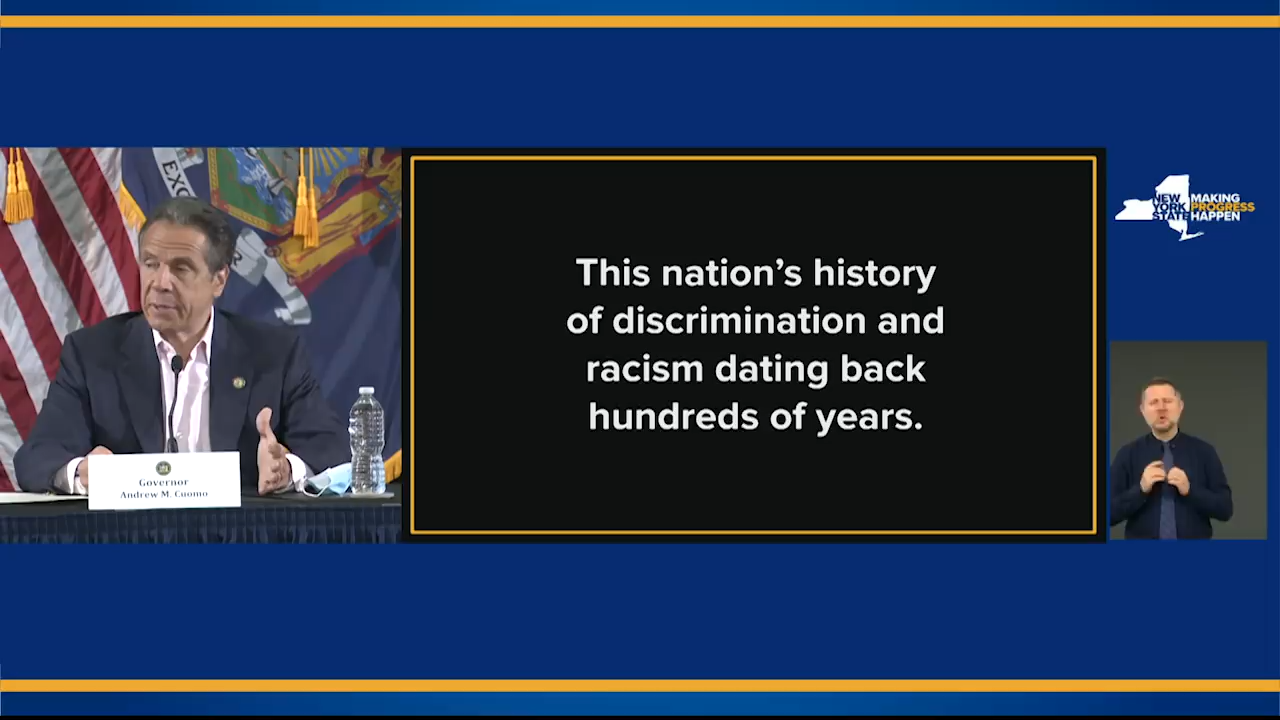 EXC
R
Governor
Andrew M. Cuomo
This nation's history
of discrimination and
racism dating back
hundreds of years.
NEW
YORK
STATE
MAKING
PROGRESS
HAPPEN